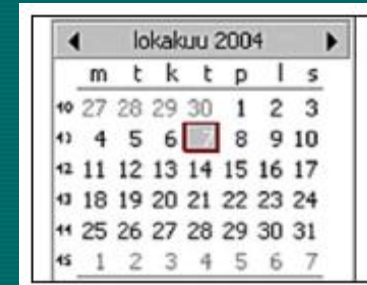 lokakuu 2004
m t k t p l s
40 27 28 29 30 1 2 3
41 4 5 6 7 8 9 10
42 11 12 13 14 15 16 17
43 18 19 20 21 22 23 24
44 25 26 27 28 29 30 31
45 1 2 3 4 5 6 7